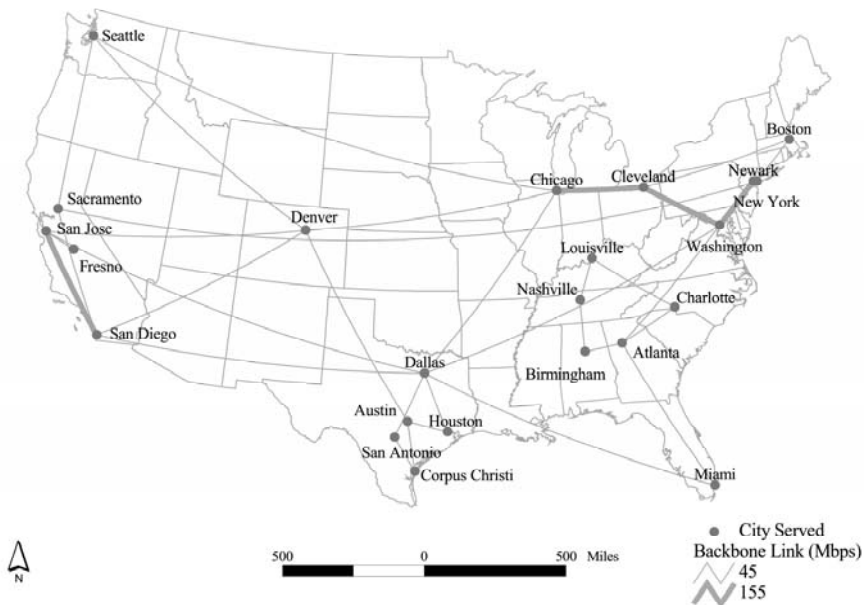 Seattle
Boston
Newark
New York
Cleveland
Chicago
Washington
Sacramento
San Jose
Fresno
Denver
Louisville
Nashville
Charlotte
San Diego
Dallas
Atlanta
Birmingham
Austin
Houston
San Antonio
Corpus Christi
Miami
N
500 0 500 Miles
City Served
Backbone Link (Mbps)
45
155